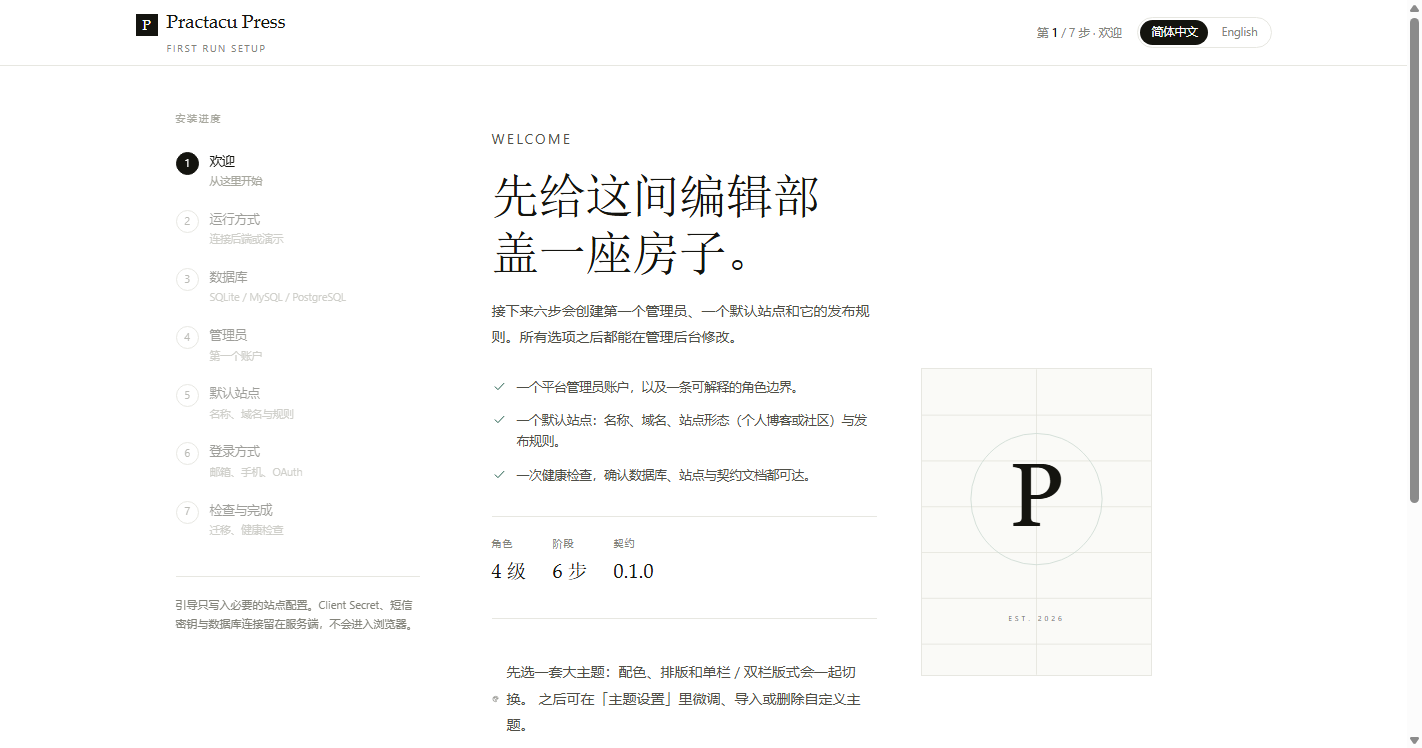 P Practacu Press
FIRST RUN SETUP
第 1 / 7 步 · 欢迎
简体中文 English
安装进度
1 欢迎
从这里开始
2 运行方式
连接后端或演示
3 数据库
SQLite / MySQL / PostgreSQL
4 管理员
第一个账户
5 默认站点
名称、域名与规则
6 登录方式
邮箱、手机、OAuth
7 检查与完成
迁移、健康检查
引导只写入必要的站点配置。Client Secret、短信
密钥与数据库连接留在服务端，不会进入浏览器。
WELCOME
先给这间编辑部
盖一座房子。
接下来六步会创建第一个管理员、一个默认站点和它的发布规
则。所有选项之后都能在管理后台修改。
一个平台管理员账户，以及一条可解释的角色边界。
一个默认站点：名称、域名、站点形态（个人博客或社区）与发
布规则。
一次健康检查，确认数据库、站点与契约文档都可达。
角色 阶段 契约
4 级 6 步 0.1.0
先选一套大主题：配色、排版和单栏 / 双栏版式会一起切
换。 之后可在「主题设置」里微调、导入或删除自定义主
题。
P
EST. 2026